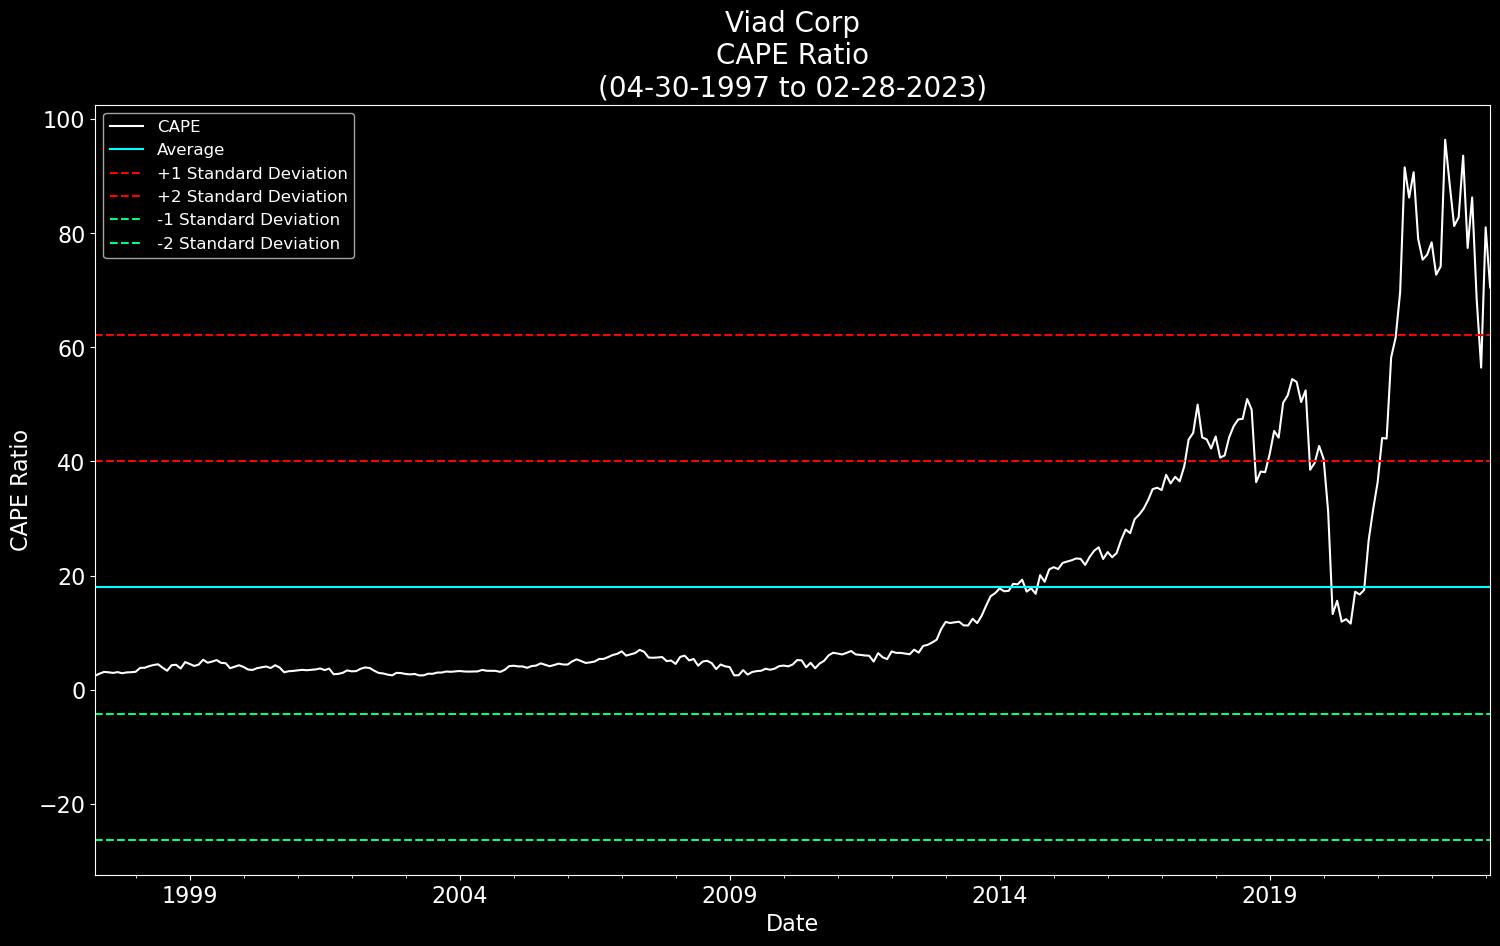 Viad Corp
CAPE Ratio
(04-30-1997 to 02-28-2023)
CAPE
Average
+1 Standard Deviation
+2 Standard Deviation
-1 Standard Deviation
-2 Standard Deviation
CAPE Ratio
100
80
60
40
20
0
−20
1999 2004 2009 2014 2019
Date